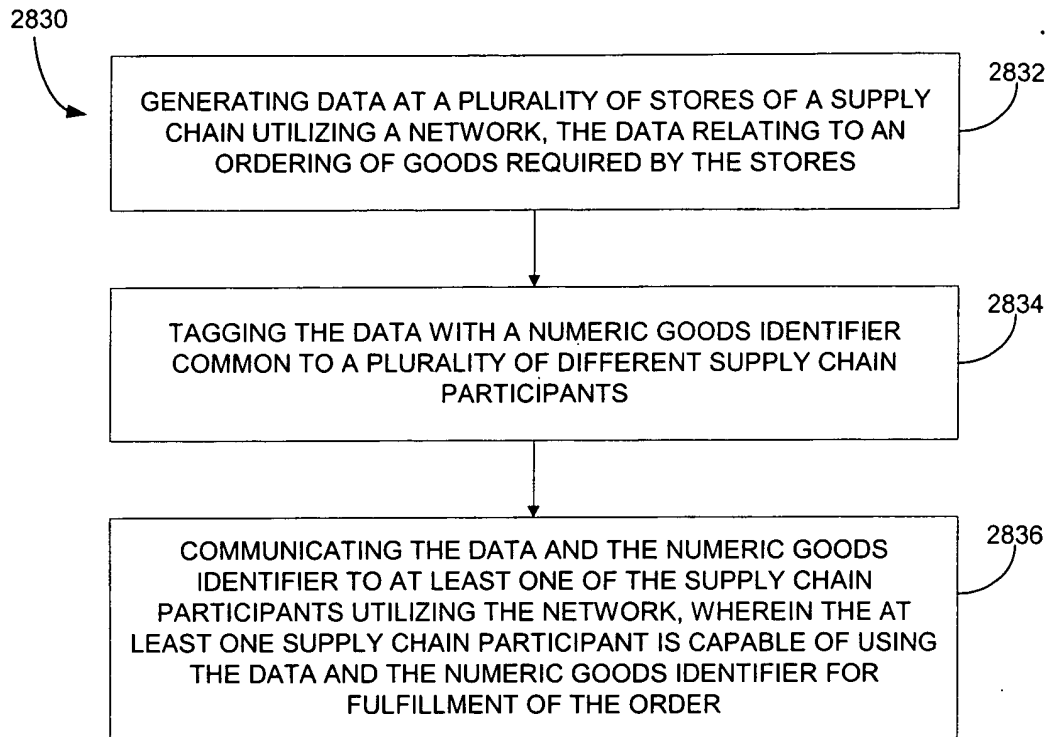 2830
2832
GENERATING DATA AT A PLURALITY OF STORES OF A SUPPLY
CHAIN UTILIZING A NETWORK, THE DATA RELATING TO AN
ORDERING OF GOODS REQUIRED BY THE STORES
2834
TAGGING THE DATA WITH A NUMERIC GOODS IDENTIFIER
COMMON TO A PLURALITY OF DIFFERENT SUPPLY CHAIN
PARTICIPANTS
2836
COMMUNICATING THE DATA AND THE NUMERIC GOODS
IDENTIFIER TO AT LEAST ONE OF THE SUPPLY CHAIN
PARTICIPANTS UTILIZING THE NETWORK, WHEREIN THE AT
LEAST ONE SUPPLY CHAIN PARTICIPANT IS CAPABLE OF USING
THE DATA AND THE NUMERIC GOODS IDENTIFIER FOR
FULFILLMENT OF THE ORDER